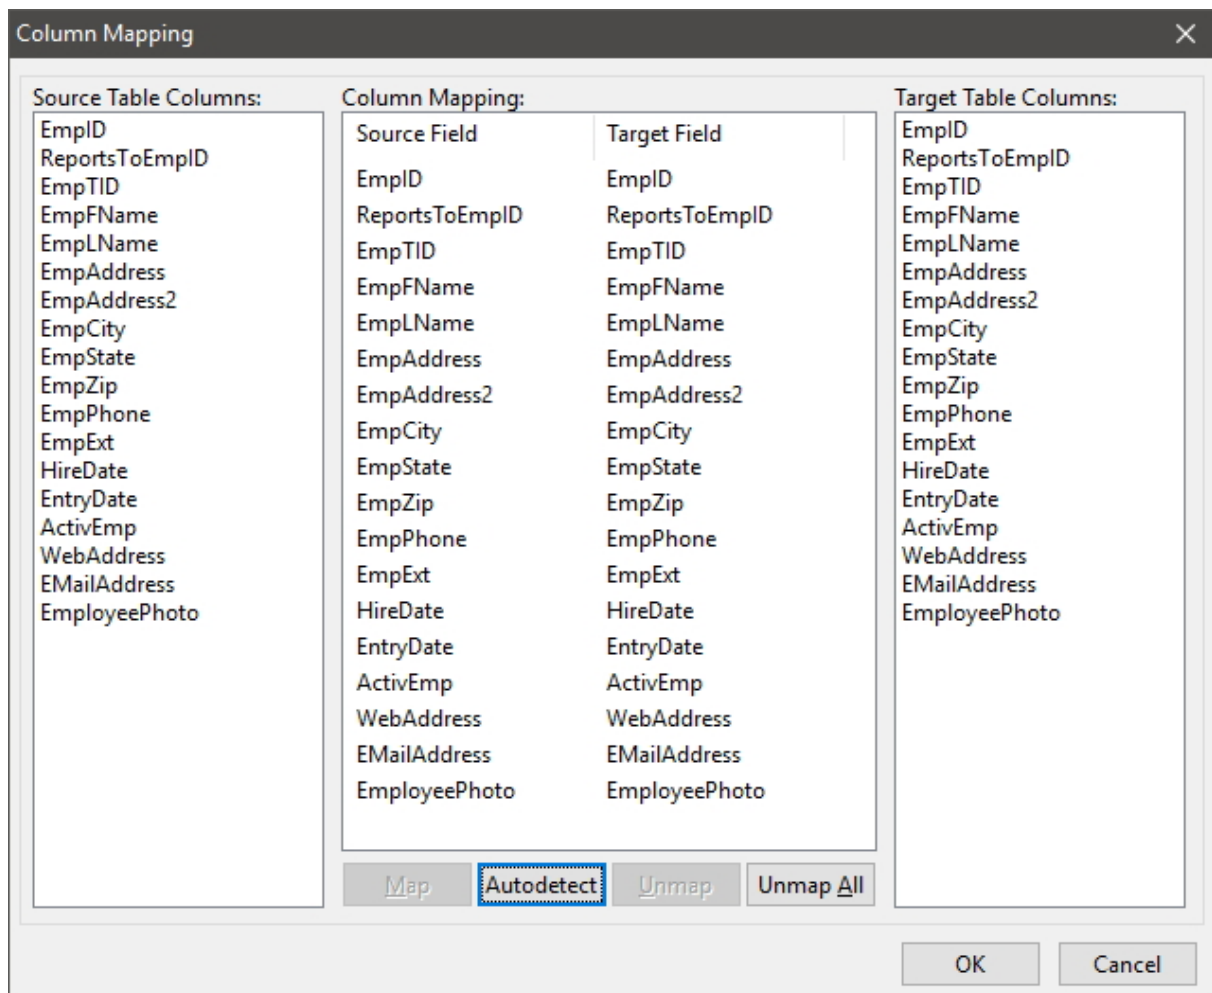 Column Mapping
Source Table Columns:
EmpID
ReportsToEmpID
EmpTID
EmpFName
EmpLName
EmpAddress
EmpAddress2
EmpCity
EmpState
EmpZip
EmpPhone
EmpExt
HireDate
EntryDate
ActivEmp
WebAddress
EMailAddress
EmployeePhoto
Column Mapping:
Source Field Target Field
EmpID EmpID
ReportsToEmpID ReportsToEmpID
EmpTID EmpTID
EmpFName EmpFName
EmpLName EmpLName
EmpAddress EmpAddress
EmpAddress2 EmpAddress2
EmpCity EmpCity
EmpState EmpState
EmpZip EmpZip
EmpPhone EmpPhone
EmpExt EmpExt
HireDate HireDate
EntryDate EntryDate
ActivEmp ActivEmp
WebAddress WebAddress
EMailAddress EMailAddress
EmployeePhoto EmployeePhoto
Map Autodetect Unmap Unmap All
Target Table Columns:
EmpID
ReportsToEmpID
EmpTID
EmpFName
EmpLName
EmpAddress
EmpAddress2
EmpCity
EmpState
EmpZip
EmpPhone
EmpExt
HireDate
EntryDate
ActivEmp
WebAddress
EMailAddress
EmployeePhoto
OK Cancel